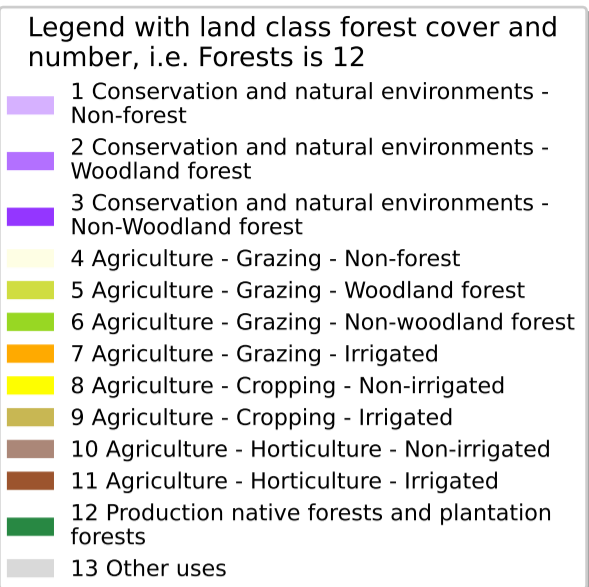 Legend with land class forest cover and
number, i.e. Forests is 12
1 Conservation and natural environments -
Non-forest
2 Conservation and natural environments -
Woodland forest
3 Conservation and natural environments -
Non-Woodland forest
4 Agriculture - Grazing - Non-forest
5 Agriculture - Grazing - Woodland forest
6 Agriculture - Grazing - Non-woodland forest
7 Agriculture - Grazing - Irrigated
8 Agriculture - Cropping - Non-irrigated
9 Agriculture - Cropping - Irrigated
10 Agriculture - Horticulture - Non-irrigated
11 Agriculture - Horticulture - Irrigated
12 Production native forests and plantation
forests
13 Other uses